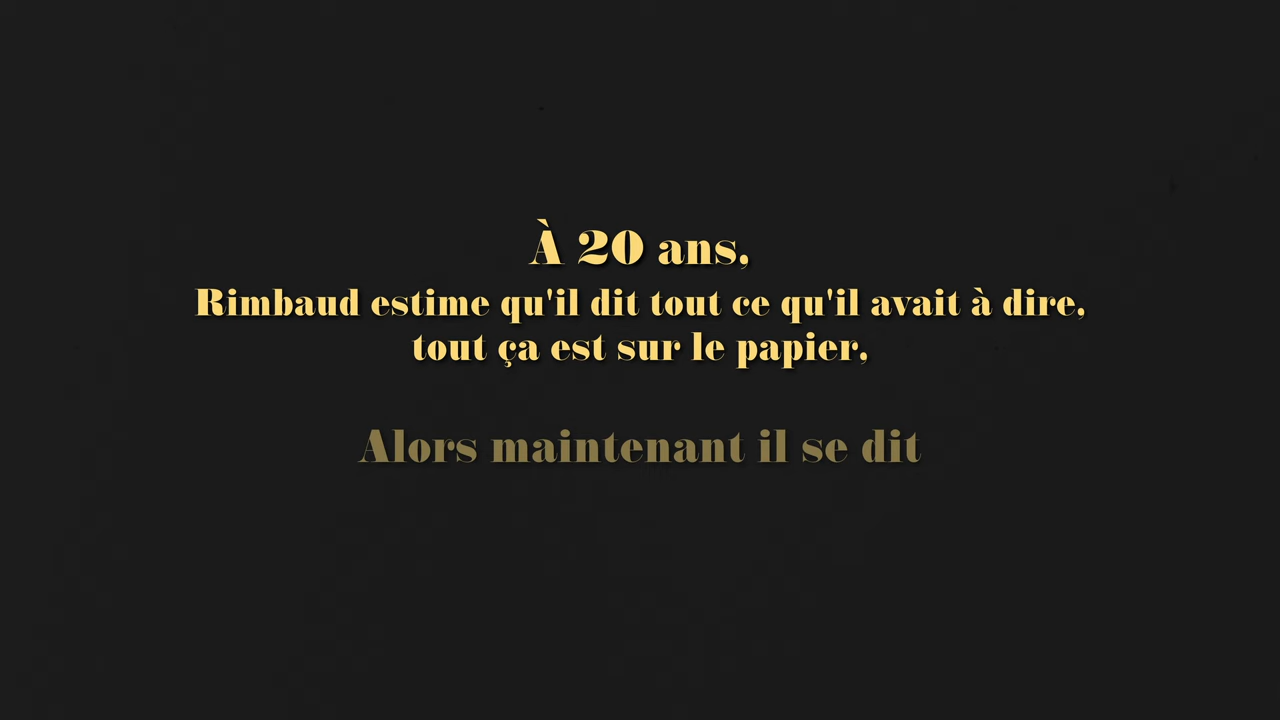 À 20 ans,
Rimbaud estime qu'il dit tout ce qu'il avait à dire,
tout ça est sur le papier,
Alors maintenant il se dit